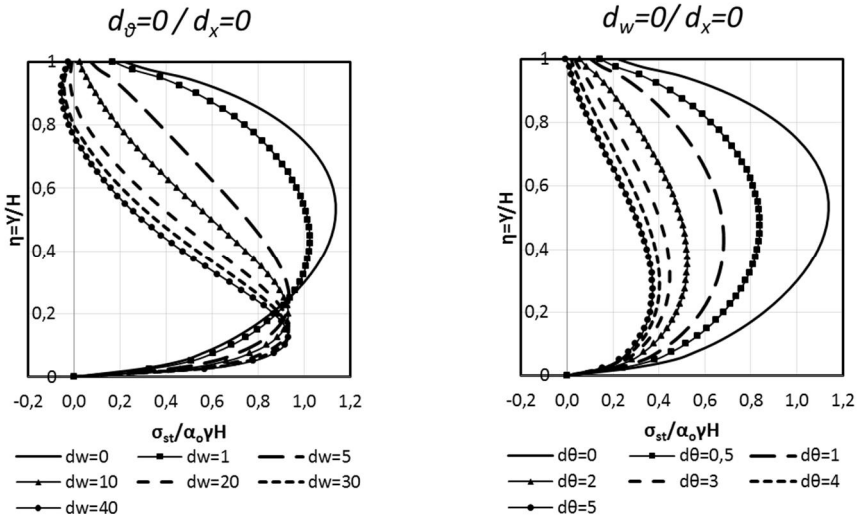 dϑ=0 / dx=0
1
0,8
0,6
0,4
0,2
0
η=Y/H
-0,2 0,0 0,2 0,4 0,6 0,8 1,0 1,2
σst/αoγH
dw=0 dw=1 dw=5
dw=10 dw=20 dw=30
dw=40
dw=0 / dx=0
1
0,8
0,6
0,4
0,2
0
η=Y/H
-0,2 0,0 0,2 0,4 0,6 0,8 1,0 1,2
σst/αoγH
dθ=0 dθ=0,5 dθ=1
dθ=2 dθ=3 dθ=4
dθ=5